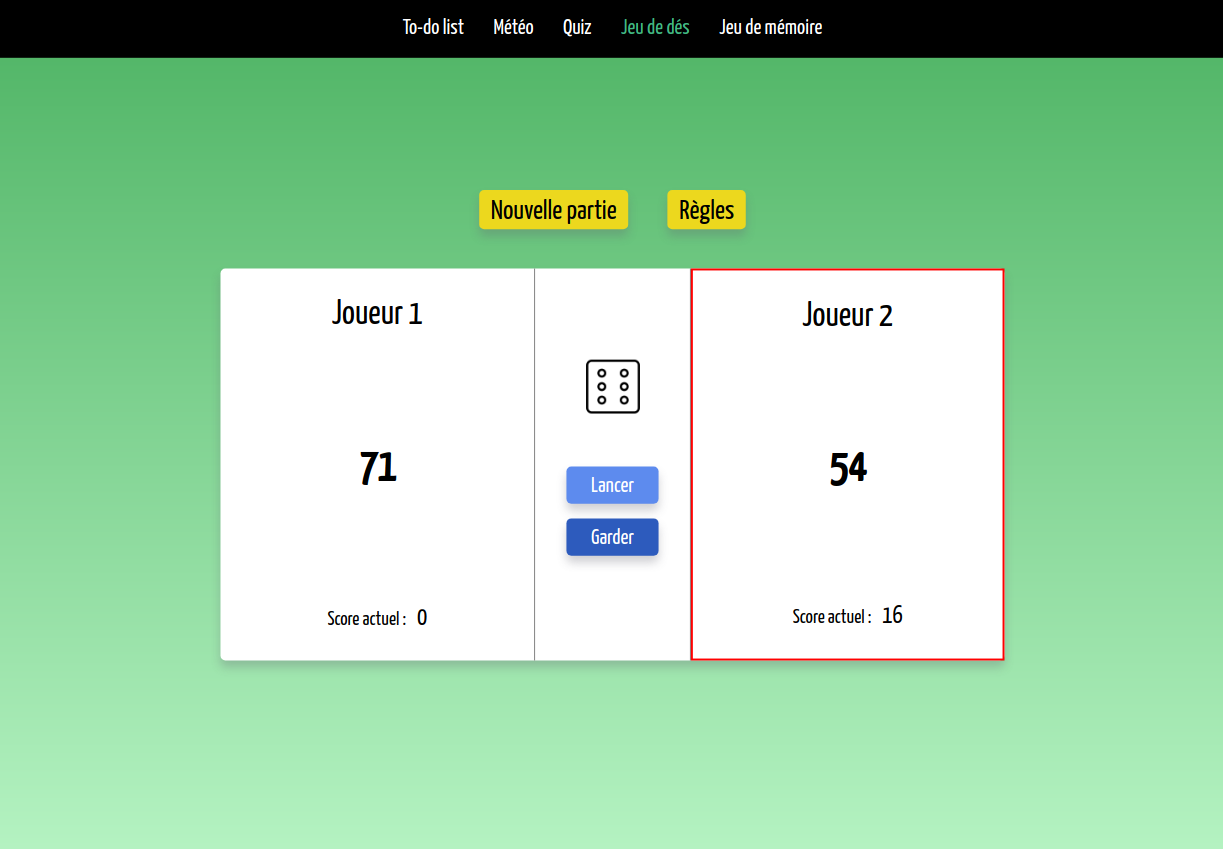 To-do list Météo Quiz Jeu de dés Jeu de mémoire
Nouvelle partie Règles
Joueur 1
71
Score actuel : 0
Lancer
Garder
Joueur 2
54
Score actuel : 16